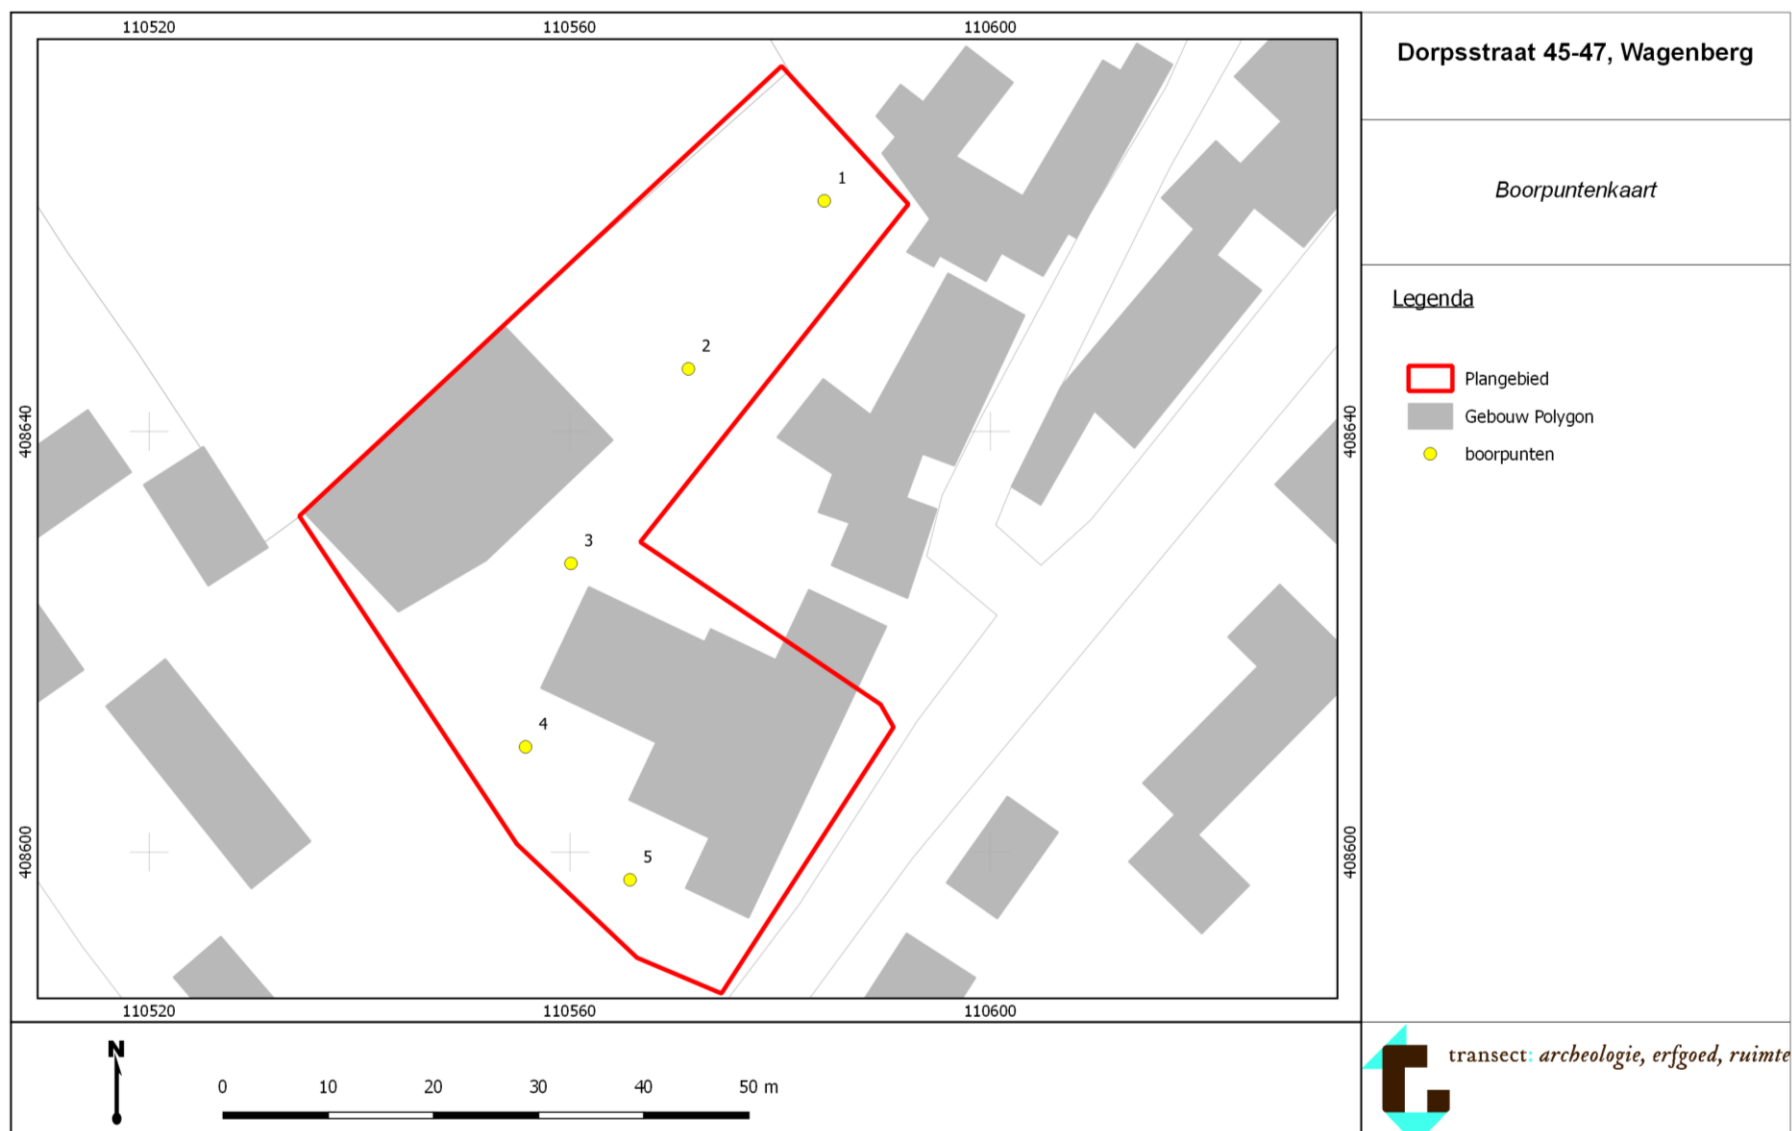 110520 110560 110600
Dorpsstraat 45-47, Wagenberg
Boorpuntenkaart
Legenda
Plangebied
Gebouw Polygon
boorpunten
1
2
408640 408640
3
4
5
408600 408600
110520 110560 110600
N
0 10 20 30 40 50 m
transect: archeologie, erfgoed, ruimte